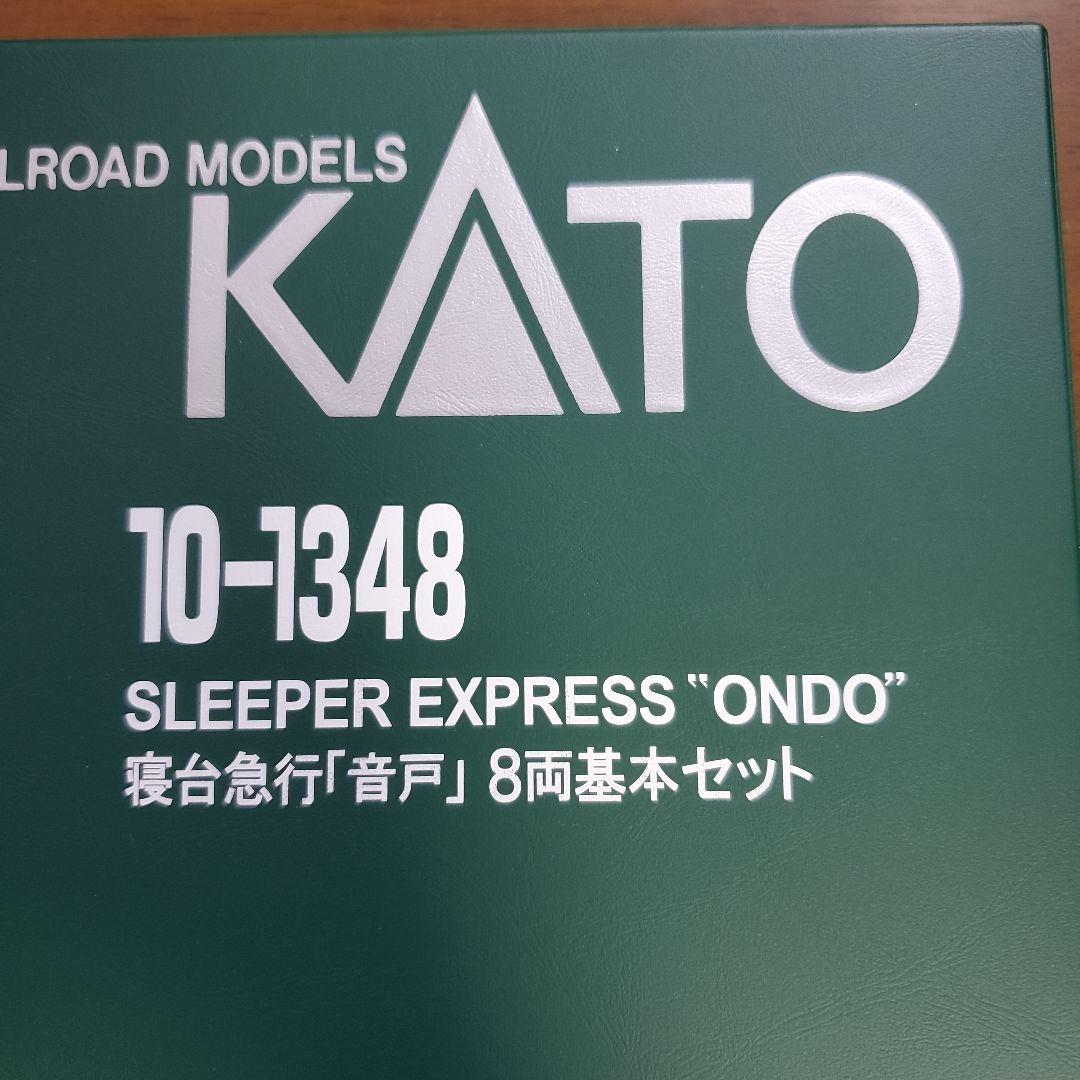 LROAD MODELS
KATO
10-1348
SLEEPER EXPRESS "ONDO"
寝台急行「音戸」 8両基本セット